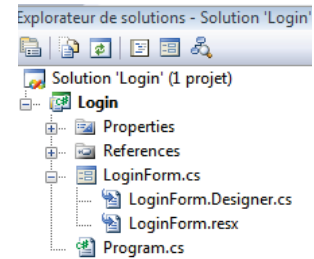 Explorateur de solutions - Solution 'Login'
Solution 'Login' (1 projet)
Login
Properties
References
LoginForm.cs
LoginForm.Designer.cs
LoginForm.resx
Program.cs